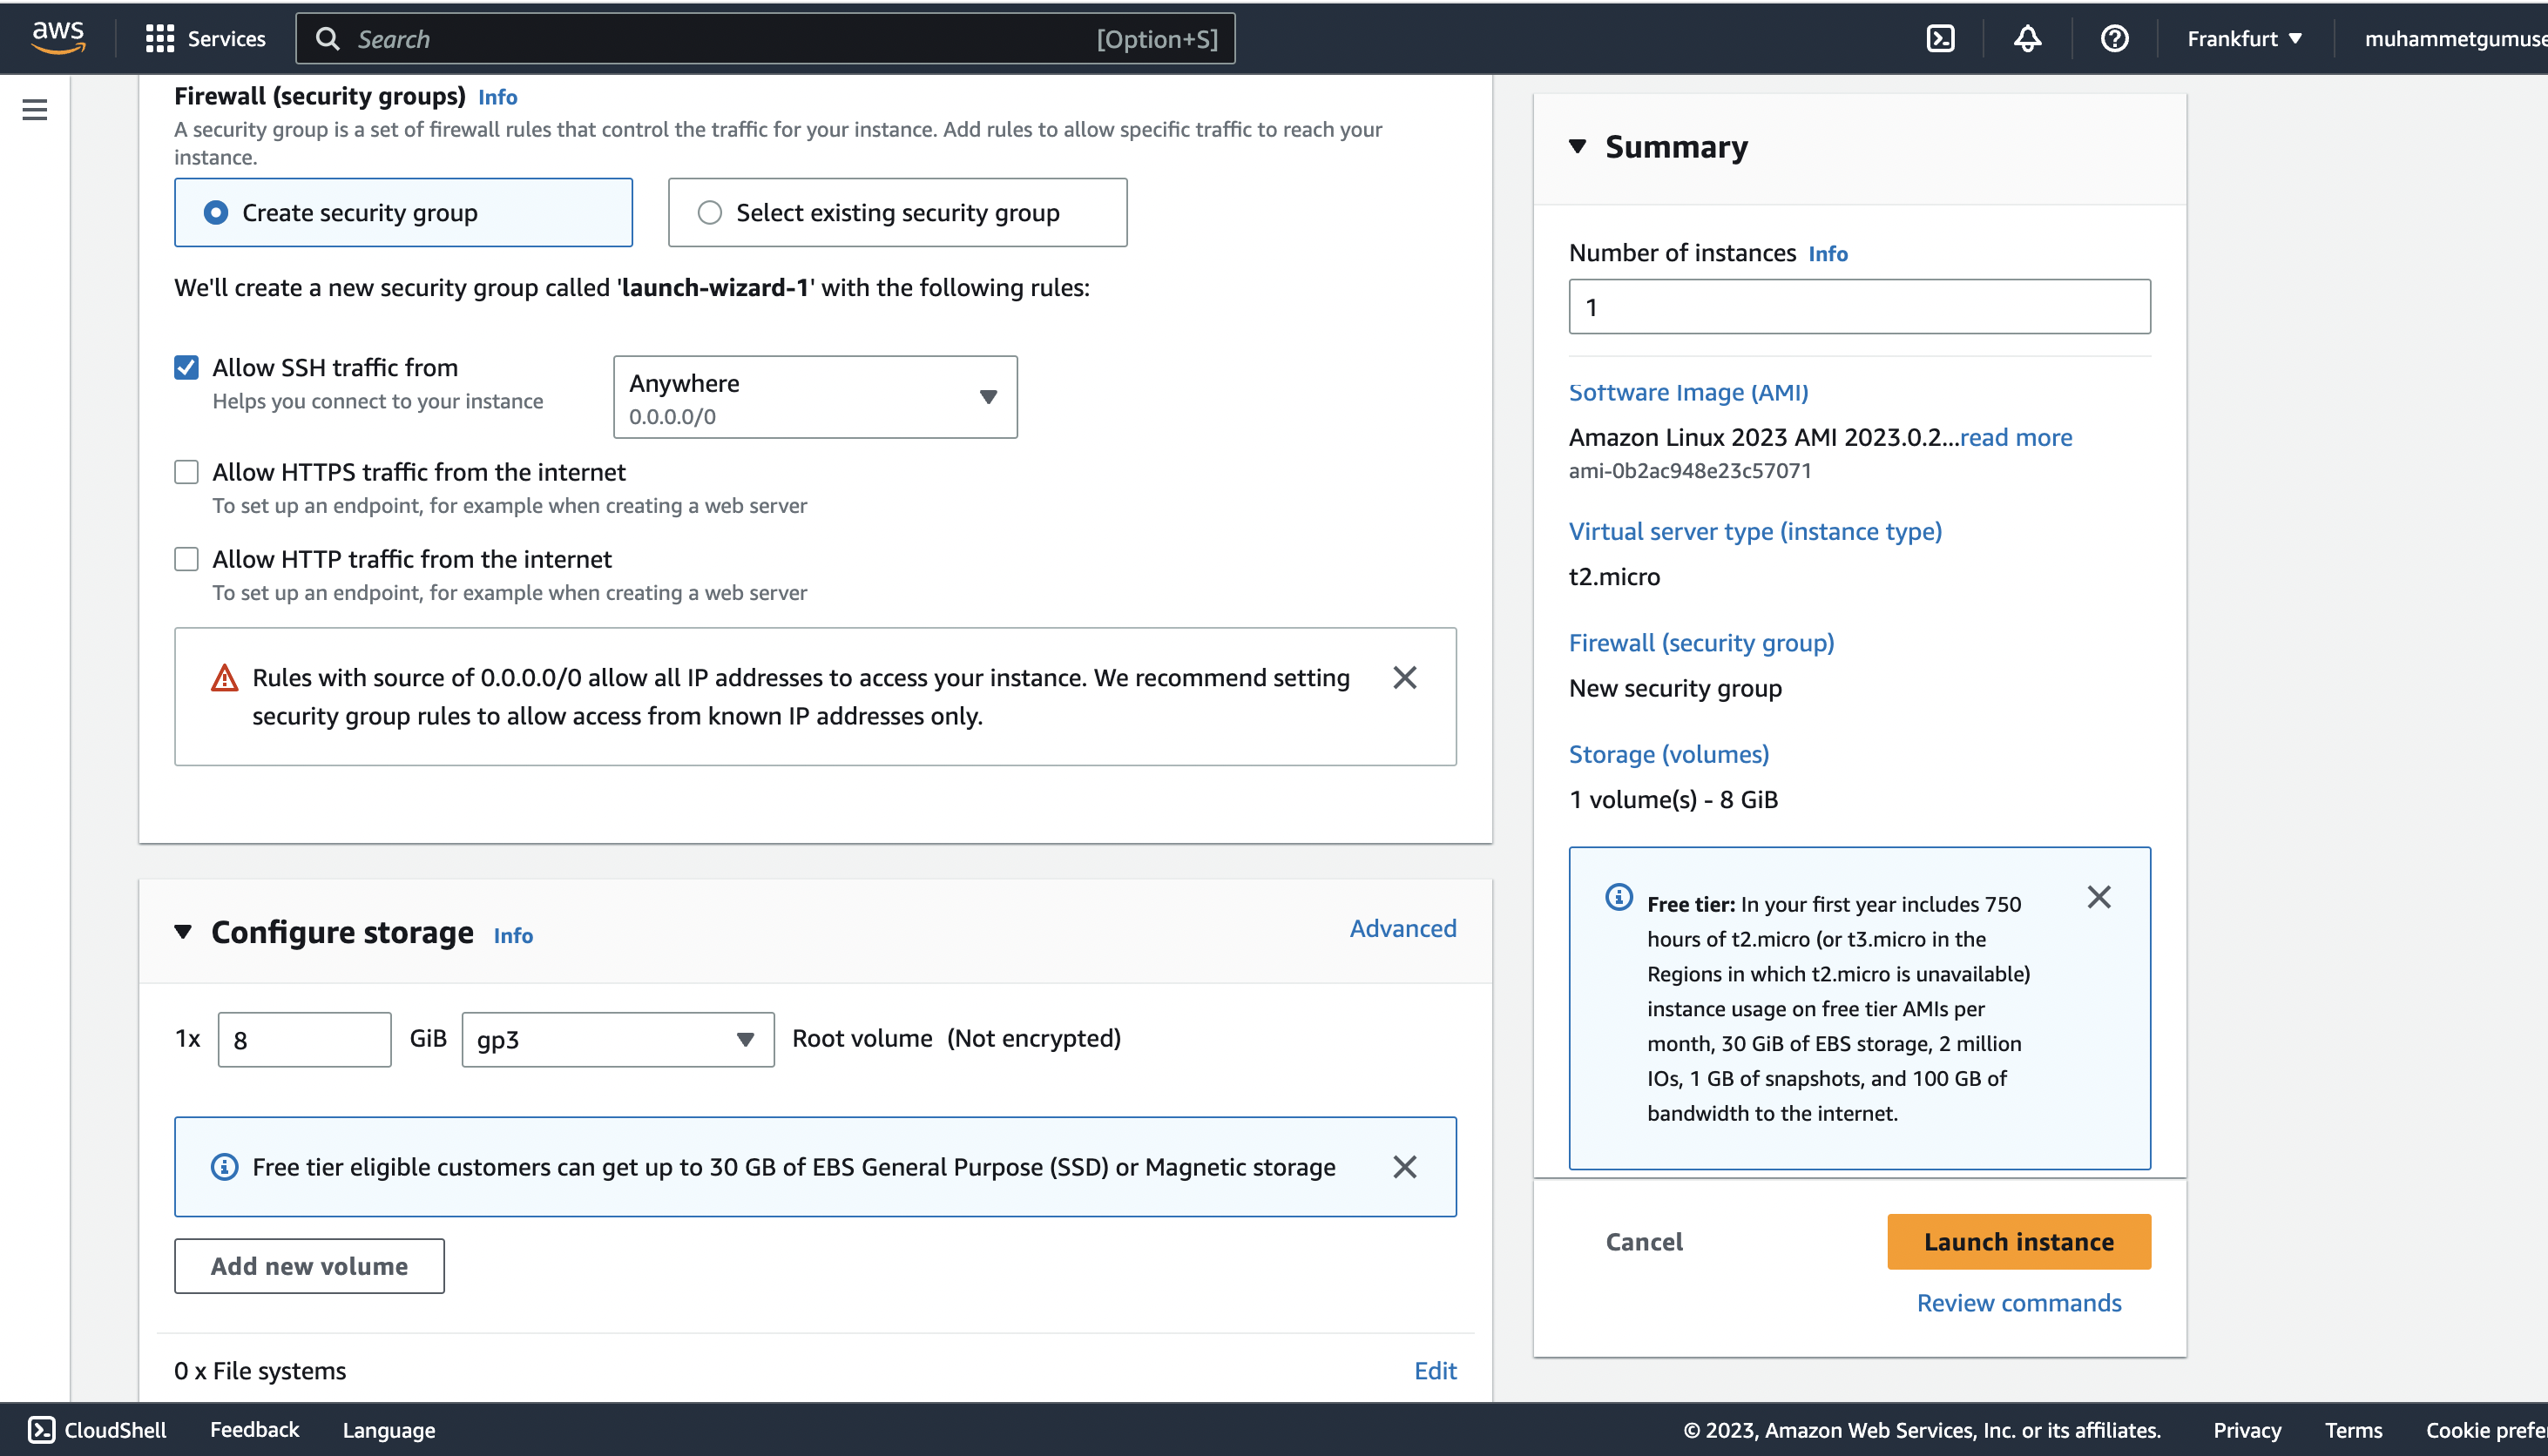 aws
Services
Search
[Option+S]
Frankfurt
muhammetgumuse
Firewall (security groups) Info
A security group is a set of firewall rules that control the traffic for your instance. Add rules to allow specific traffic to reach your
instance.
Create security group
Select existing security group
We'll create a new security group called 'launch-wizard-1' with the following rules:
Allow SSH traffic from
Helps you connect to your instance
Anywhere
0.0.0.0/0
Allow HTTPS traffic from the internet
To set up an endpoint, for example when creating a web server
Allow HTTP traffic from the internet
To set up an endpoint, for example when creating a web server
Rules with source of 0.0.0.0/0 allow all IP addresses to access your instance. We recommend setting
security group rules to allow access from known IP addresses only.
Configure storage Info
Advanced
1x
8
GiB
gp3
Root volume (Not encrypted)
Free tier eligible customers can get up to 30 GB of EBS General Purpose (SSD) or Magnetic storage
Add new volume
0 x File systems
Edit
Summary
Number of instances Info
1
Software Image (AMI)
Amazon Linux 2023 AMI 2023.0.2...read more
ami-0b2ac948e23c57071
Virtual server type (instance type)
t2.micro
Firewall (security group)
New security group
Storage (volumes)
1 volume(s) - 8 GiB
Free tier: In your first year includes 750
hours of t2.micro (or t3.micro in the
Regions in which t2.micro is unavailable)
instance usage on free tier AMIs per
month, 30 GiB of EBS storage, 2 million
IOs, 1 GB of snapshots, and 100 GB of
bandwidth to the internet.
Cancel
Launch instance
Review commands
CloudShell
Feedback
Language
© 2023, Amazon Web Services, Inc. or its affiliates.
Privacy
Terms
Cookie prefe